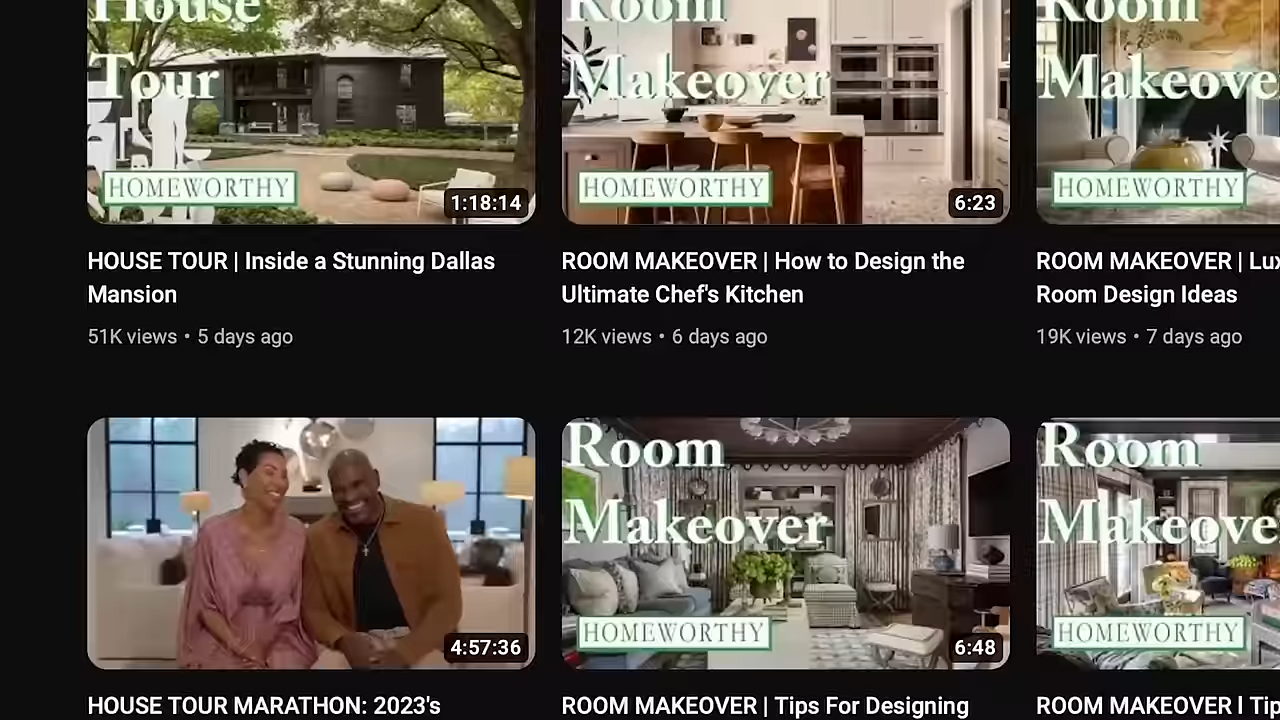 House
Tour
HOMEWORTHY
1:18:14
HOUSE TOUR | Inside a Stunning Dallas
Mansion
51K views • 5 days ago
Room
Makeover
HOMEWORTHY
6:23
ROOM MAKEOVER | How to Design the
Ultimate Chef's Kitchen
12K views • 6 days ago
Room
Makeove
HOMEWORTHY
ROOM MAKEOVER | Lux
Room Design Ideas
19K views • 7 days ago
4:57:36
HOUSE TOUR MARATHON: 2023's
Room
Makeover
HOMEWORTHY
6:48
ROOM MAKEOVER | Tips For Designing
Room
Makeove
HOMEWORTHY
ROOM MAKEOVER l Tip